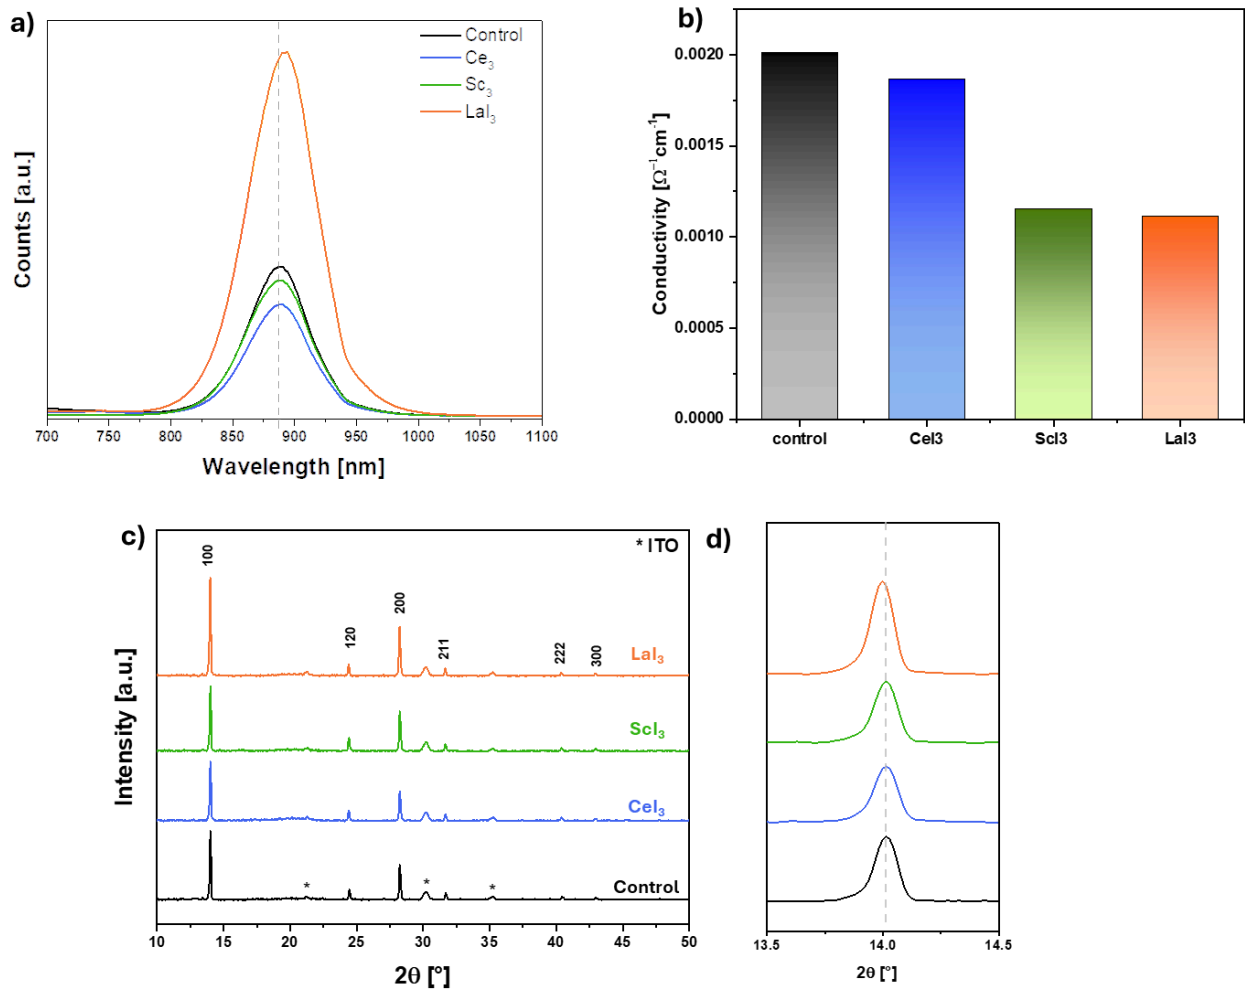 a)
Control
Ce₃
Sc₃
LaI₃
Counts [a.u.]
700 750 800 850 900 950 1000 1050 1100
Wavelength [nm]
b)
Conductivity [Ω⁻¹cm⁻¹]
0.0020
0.0015
0.0010
0.0005
0.0000
control CeI3 ScI3 LaI3
c)
* ITO
100
120
200
211
222
300
LaI₃
ScI₃
CeI₃
Control
* * *
Intensity [a.u.]
10 15 20 25 30 35 40 45 50
2θ [°]
d)
13.5 14.0 14.5
2θ [°]